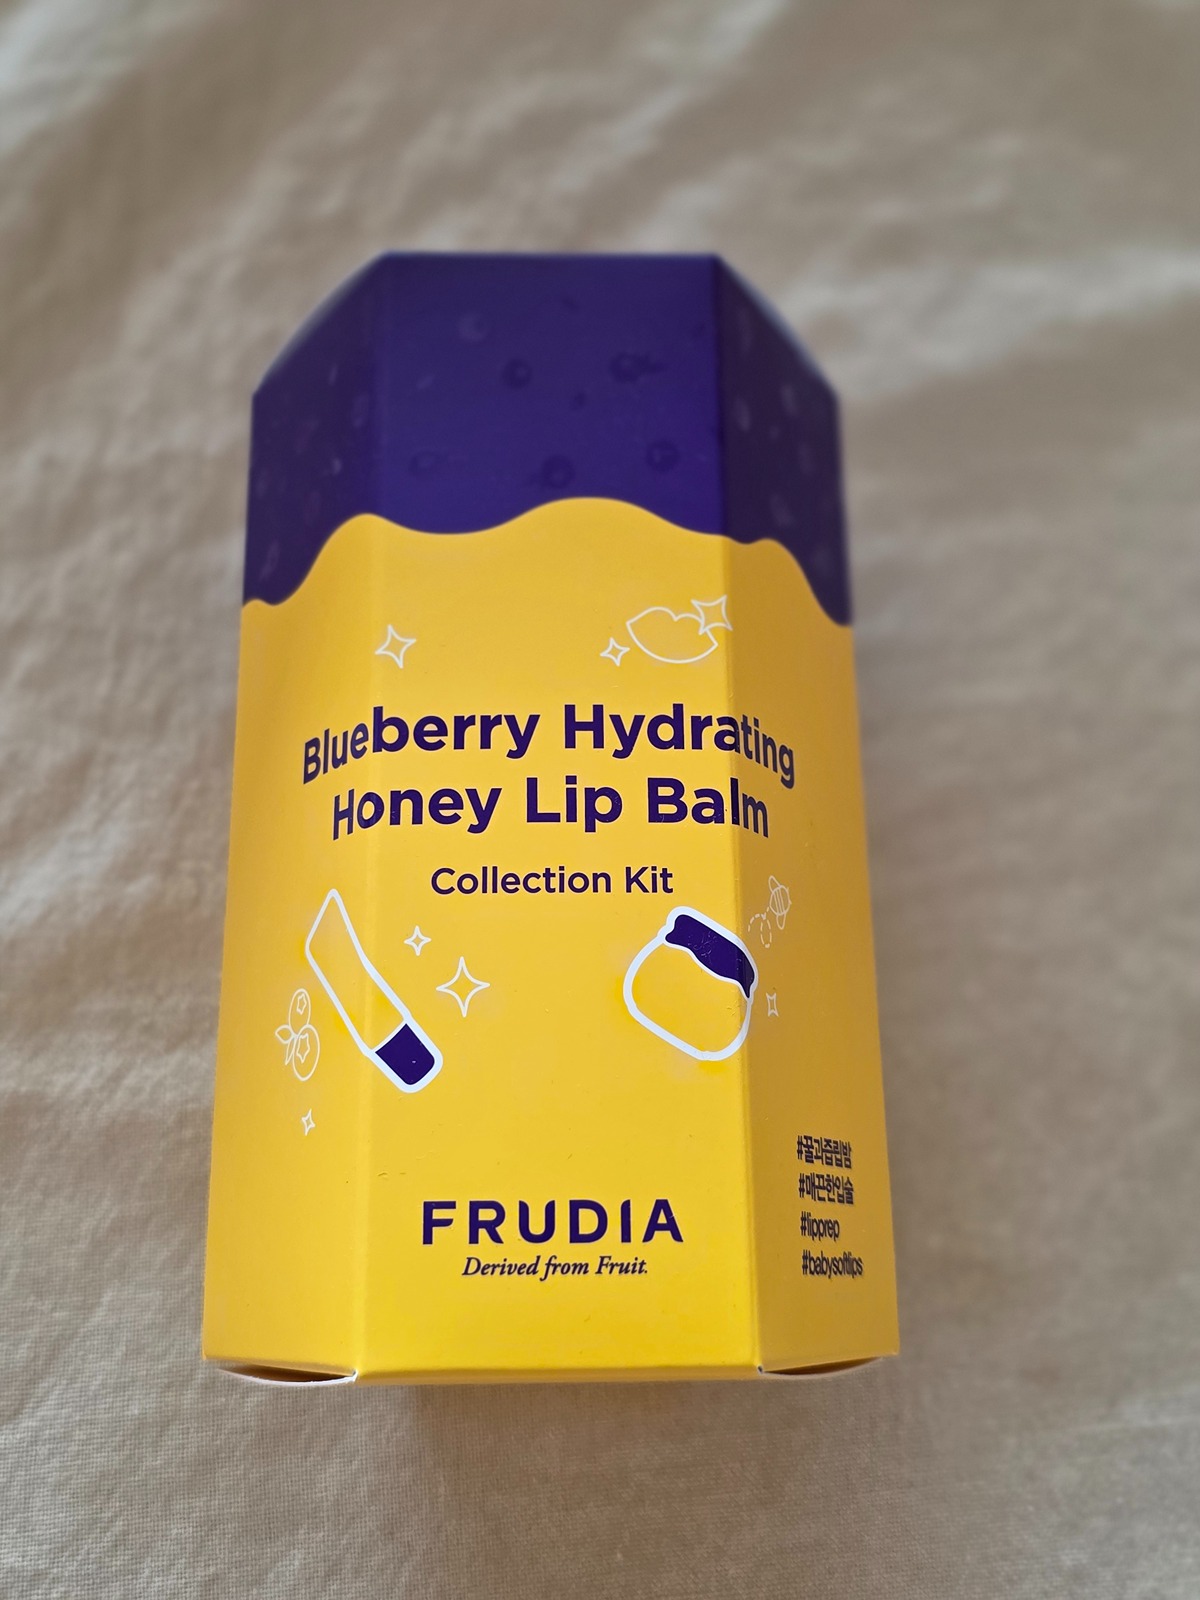 Blueberry Hydrating
Honey Lip Balm
Collection Kit
FRUDIA
Derived from Fruit.
#꿀과즙립밤
#매끈한입술
#lipprep
#babysoftlips